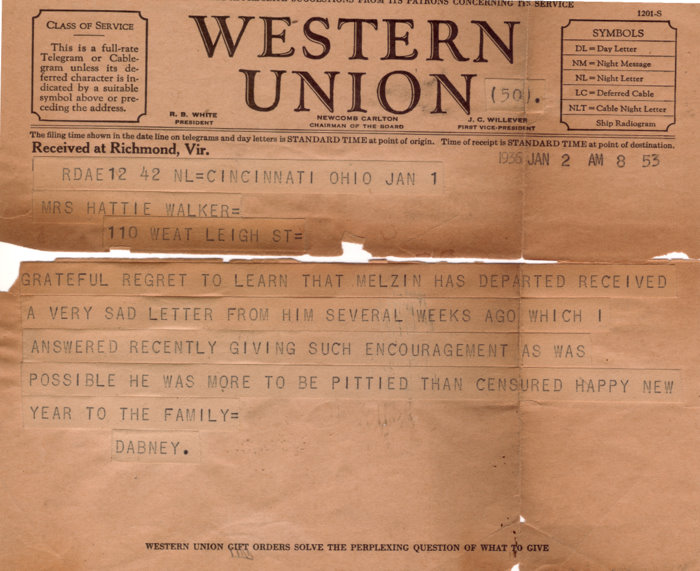 SUGGESTIONS FROM ITS PATRONS CONCERNING ITS SERVICE
1201-S
CLASS OF SERVICE
This is a full-rate
Telegram or Cable-
gram unless its de-
ferred character is in-
dicated by a suitable
symbol above or pre-
ceding the address.
WESTERN
UNION
(50).
R. B. WHITE
PRESIDENT
NEWCOMB CARLTON
CHAIRMAN OF THE BOARD
J. C. WILLEVER
FIRST VICE-PRESIDENT
SYMBOLS
DL = Day Letter
NM = Night Message
NL = Night Letter
LC = Deferred Cable
NLT = Cable Night Letter
Ship Radiogram
The filing time shown in the date line on telegrams and day letters is STANDARD TIME at point of origin. Time of receipt is STANDARD TIME at point of destination.
Received at Richmond, Vir.
1936 JAN 2 AM 8 53
RDAE12 42 NL=CINCINNATI OHIO JAN 1
MRS HATTIE WALKER=
110 WEAT LEIGH ST=
GRATEFUL REGRET TO LEARN THAT MELZIN HAS DEPARTED RECEIVED
A VERY SAD LETTER FROM HIM SEVERAL WEEKS AGO WHICH I
ANSWERED RECENTLY GIVING SUCH ENCOURAGEMENT AS WAS
POSSIBLE HE WAS MORE TO BE PITTIED THAN CENSURED HAPPY NEW
YEAR TO THE FAMILY=
DABNEY.
WESTERN UNION GIFT ORDERS SOLVE THE PERPLEXING QUESTION OF WHAT TO GIVE